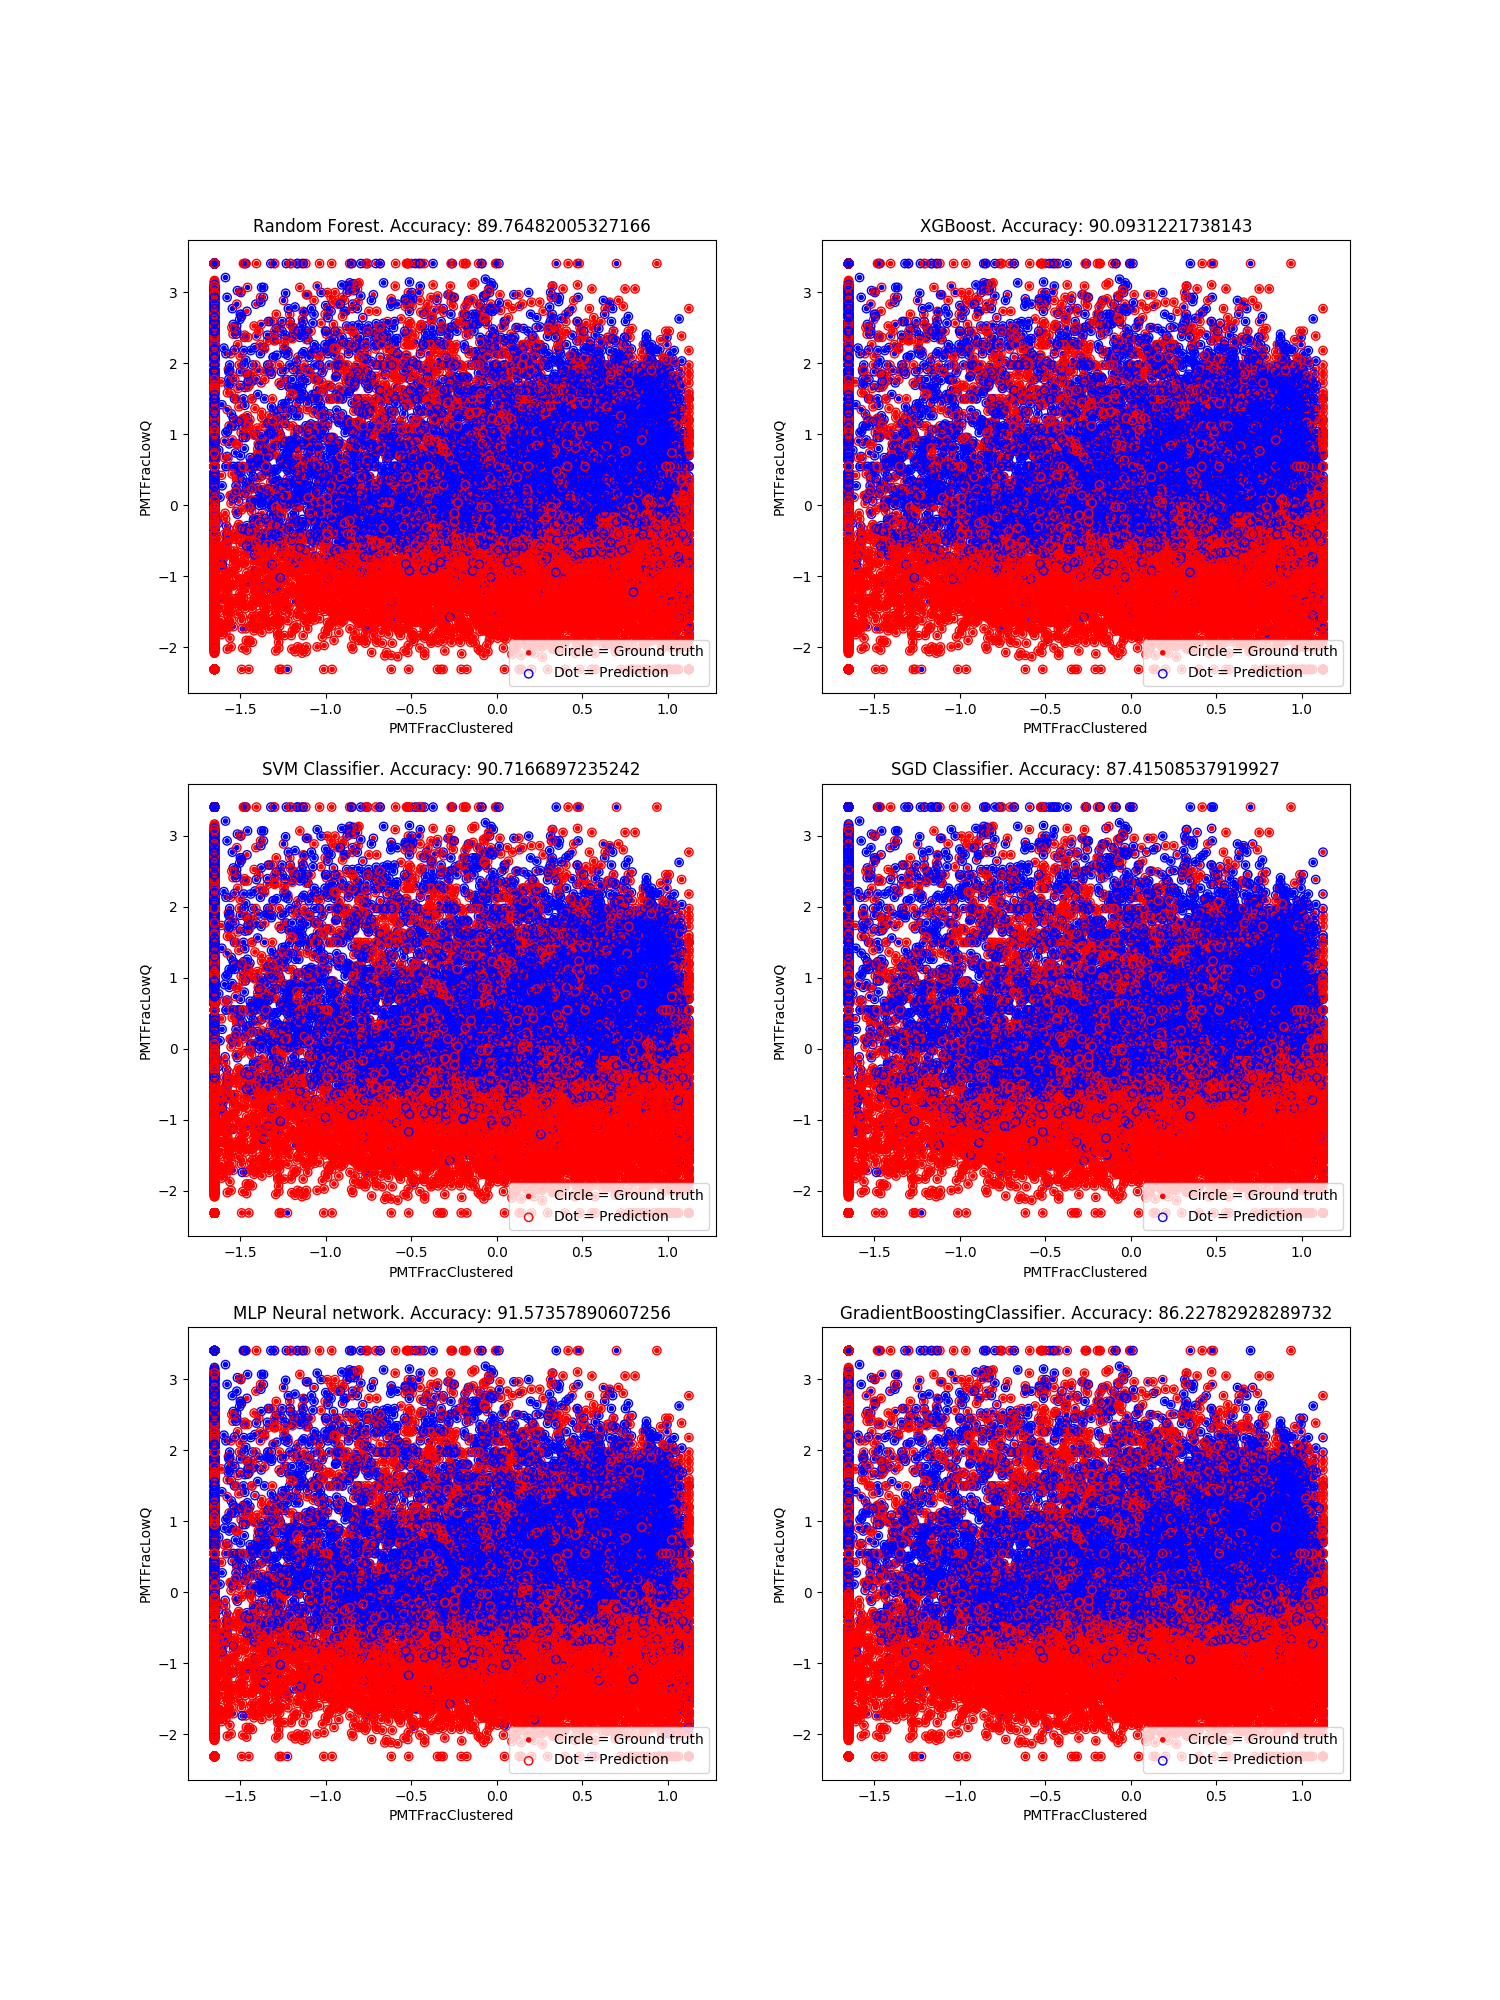 Random Forest. Accuracy: 89.76482005327166
3
2
1
0
−1
−2
PMTFracLowQ
Circle = Ground truth
Dot = Prediction
−1.5 −1.0 −0.5 0.0 0.5 1.0
PMTFracClustered
XGBoost. Accuracy: 90.0931221738143
3
2
1
0
−1
−2
PMTFracLowQ
Circle = Ground truth
Dot = Prediction
−1.5 −1.0 −0.5 0.0 0.5 1.0
PMTFracClustered
SVM Classifier. Accuracy: 90.7166897235242
3
2
1
0
−1
−2
PMTFracLowQ
Circle = Ground truth
Dot = Prediction
−1.5 −1.0 −0.5 0.0 0.5 1.0
PMTFracClustered
SGD Classifier. Accuracy: 87.41508537919927
3
2
1
0
−1
−2
PMTFracLowQ
Circle = Ground truth
Dot = Prediction
−1.5 −1.0 −0.5 0.0 0.5 1.0
PMTFracClustered
MLP Neural network. Accuracy: 91.57357890607256
3
2
1
0
−1
−2
PMTFracLowQ
Circle = Ground truth
Dot = Prediction
−1.5 −1.0 −0.5 0.0 0.5 1.0
PMTFracClustered
GradientBoostingClassifier. Accuracy: 86.22782928289732
3
2
1
0
−1
−2
PMTFracLowQ
Circle = Ground truth
Dot = Prediction
−1.5 −1.0 −0.5 0.0 0.5 1.0
PMTFracClustered